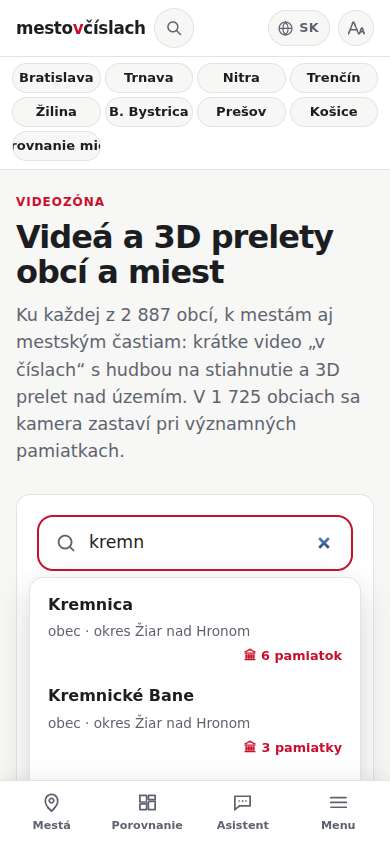 mestovčíslach
SK
Bratislava
Trnava
Nitra
Trenčín
Žilina
B. Bystrica
Prešov
Košice
VIDEOZÓNA
Videá a 3D prelety
obcí a miest
Ku každej z 2 887 obcí, k mestám aj
mestským častiam: krátke video „v
číslach“ s hudbou na stiahnutie a 3D
prelet nad územím. V 1 725 obciach sa
kamera zastaví pri významných
pamiatkach.
kremn
Kremnica
obec · okres Žiar nad Hronom
6 pamiatok
Kremnické Bane
obec · okres Žiar nad Hronom
3 pamiatky
Mestá
Porovnanie
Asistent
Menu